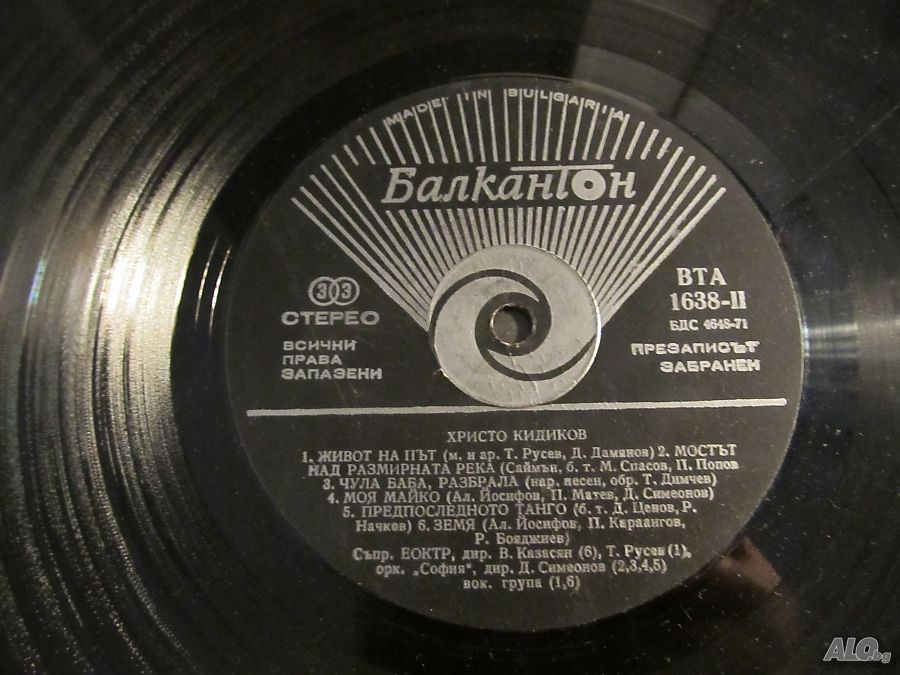 MADE IN BULGARIA
Балкантон
33
СТЕРЕО
ВСИЧКИ
ПРАВА
ЗАПАЗЕНИ
ВТА
1638-II
БДС 4648-71
ПРЕЗАПИСЪТ
ЗАБРАНЕН
ХРИСТО КИДИКОВ
1. ЖИВОТ НА ПЪТ (м. и ар. Т. Русев, Д. Дамянов) 2. МОСТЪТ
НАД РАЗМИРНАТА РЕКА (Саймън, б. т. М. Спасов, П. Попов
3. ЧУЛА БАБА, РАЗБРАЛА (нар. песен, обр. Т. Димчев)
4. МОЯ МАЙКО (Ал. Йосифов, П. Матев, Д. Симеонов)
5. ПРЕДПОСЛЕДНОТО ТАНГО (б. т. Д. Ценов, Р.
Начков) 6. ЗЕМЯ (Ал. Йосифов, П. Караангов,
Р. Бояджиев)
Съпр. ЕОКТР, дир. В. Казасян (6), Т. Русев (1),
орк. „София", дир. Д. Симеонов (2,3,4,5)
вок. група (1,6)
ALO.bg